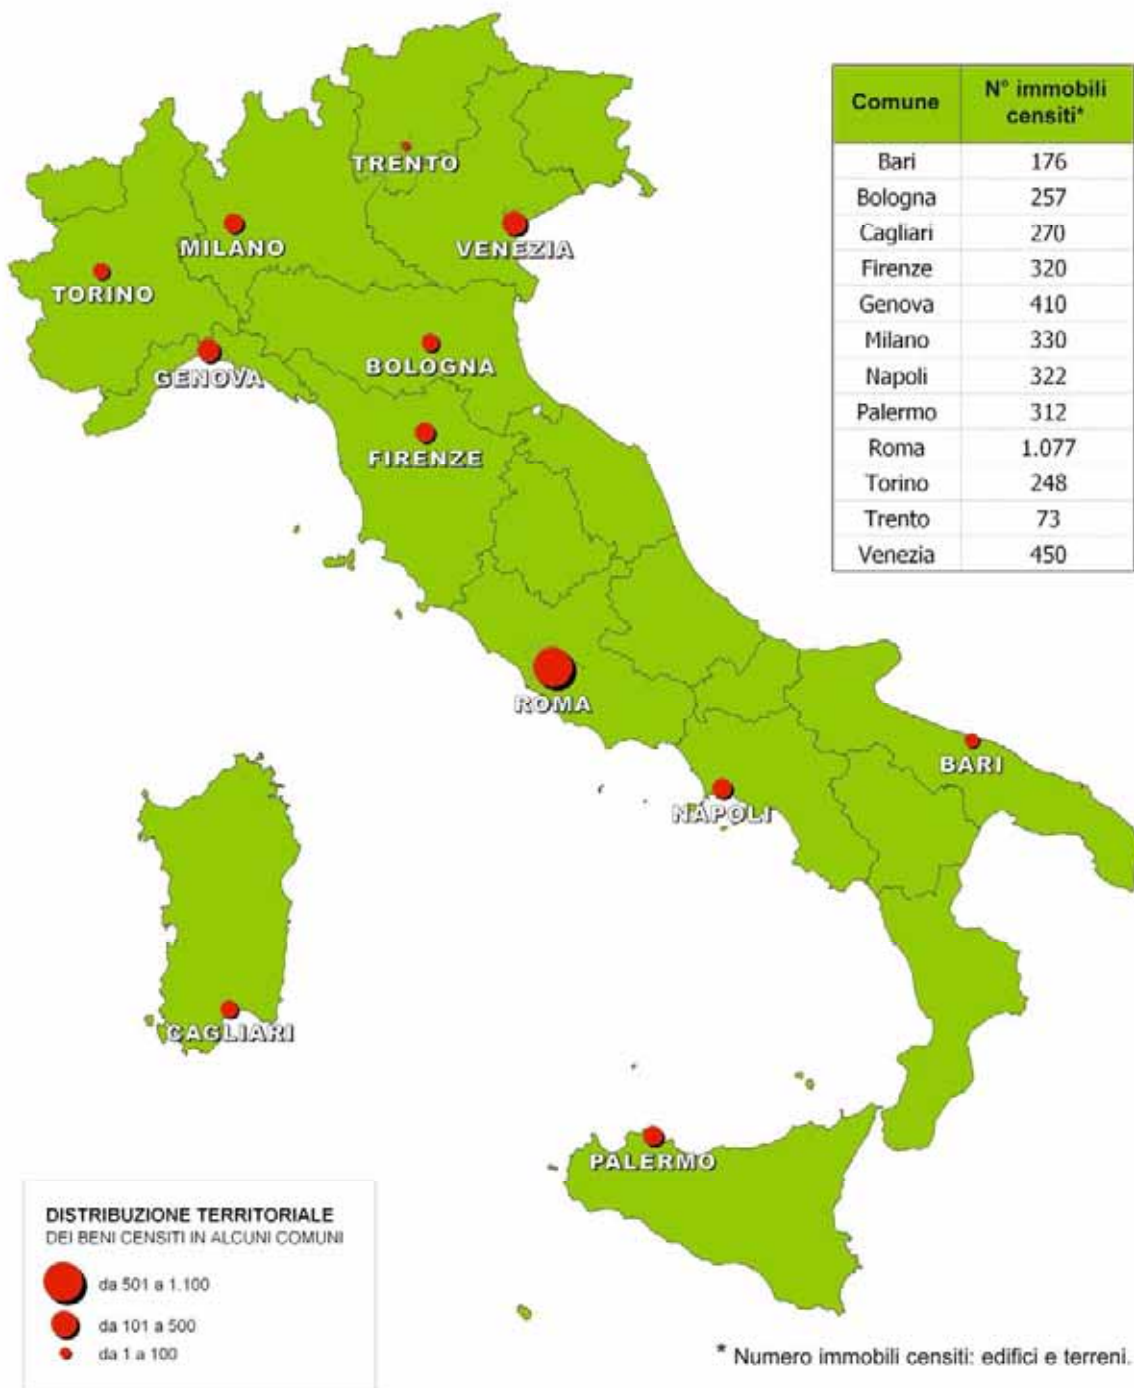 Comune N° immobili
censiti*
Bari 176
Bologna 257
Cagliari 270
Firenze 320
Genova 410
Milano 330
Napoli 322
Palermo 312
Roma 1.077
Torino 248
Trento 73
Venezia 450
TRENTO
MILANO
VENEZIA
TORINO
GENOVA
BOLOGNA
FIRENZE
ROMA
BARI
NAPOLI
CAGLIARI
PALERMO
DISTRIBUZIONE TERRITORIALE
DEI BENI CENSITI IN ALCUNI COMUNI
da 501 a 1.100
da 101 a 500
da 1 a 100
* Numero immobili censiti: edifici e terreni.